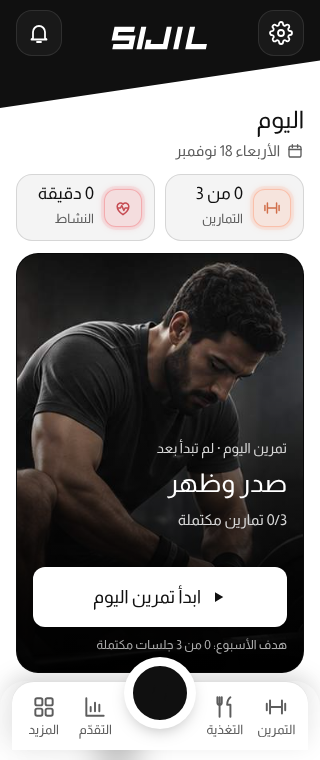 SIJIL
اليوم
الأربعاء 18 نوفمبر
0 من 3
التمارين
0 دقيقة
النشاط
تمرين اليوم · لم تبدأ بعد
صدر وظهر
0/3 تمارين مكتملة
ابدأ تمرين اليوم
هدف الأسبوع: 0 من 3 جلسات مكتملة
التمرين
التغذية
التقدّم
المزيد